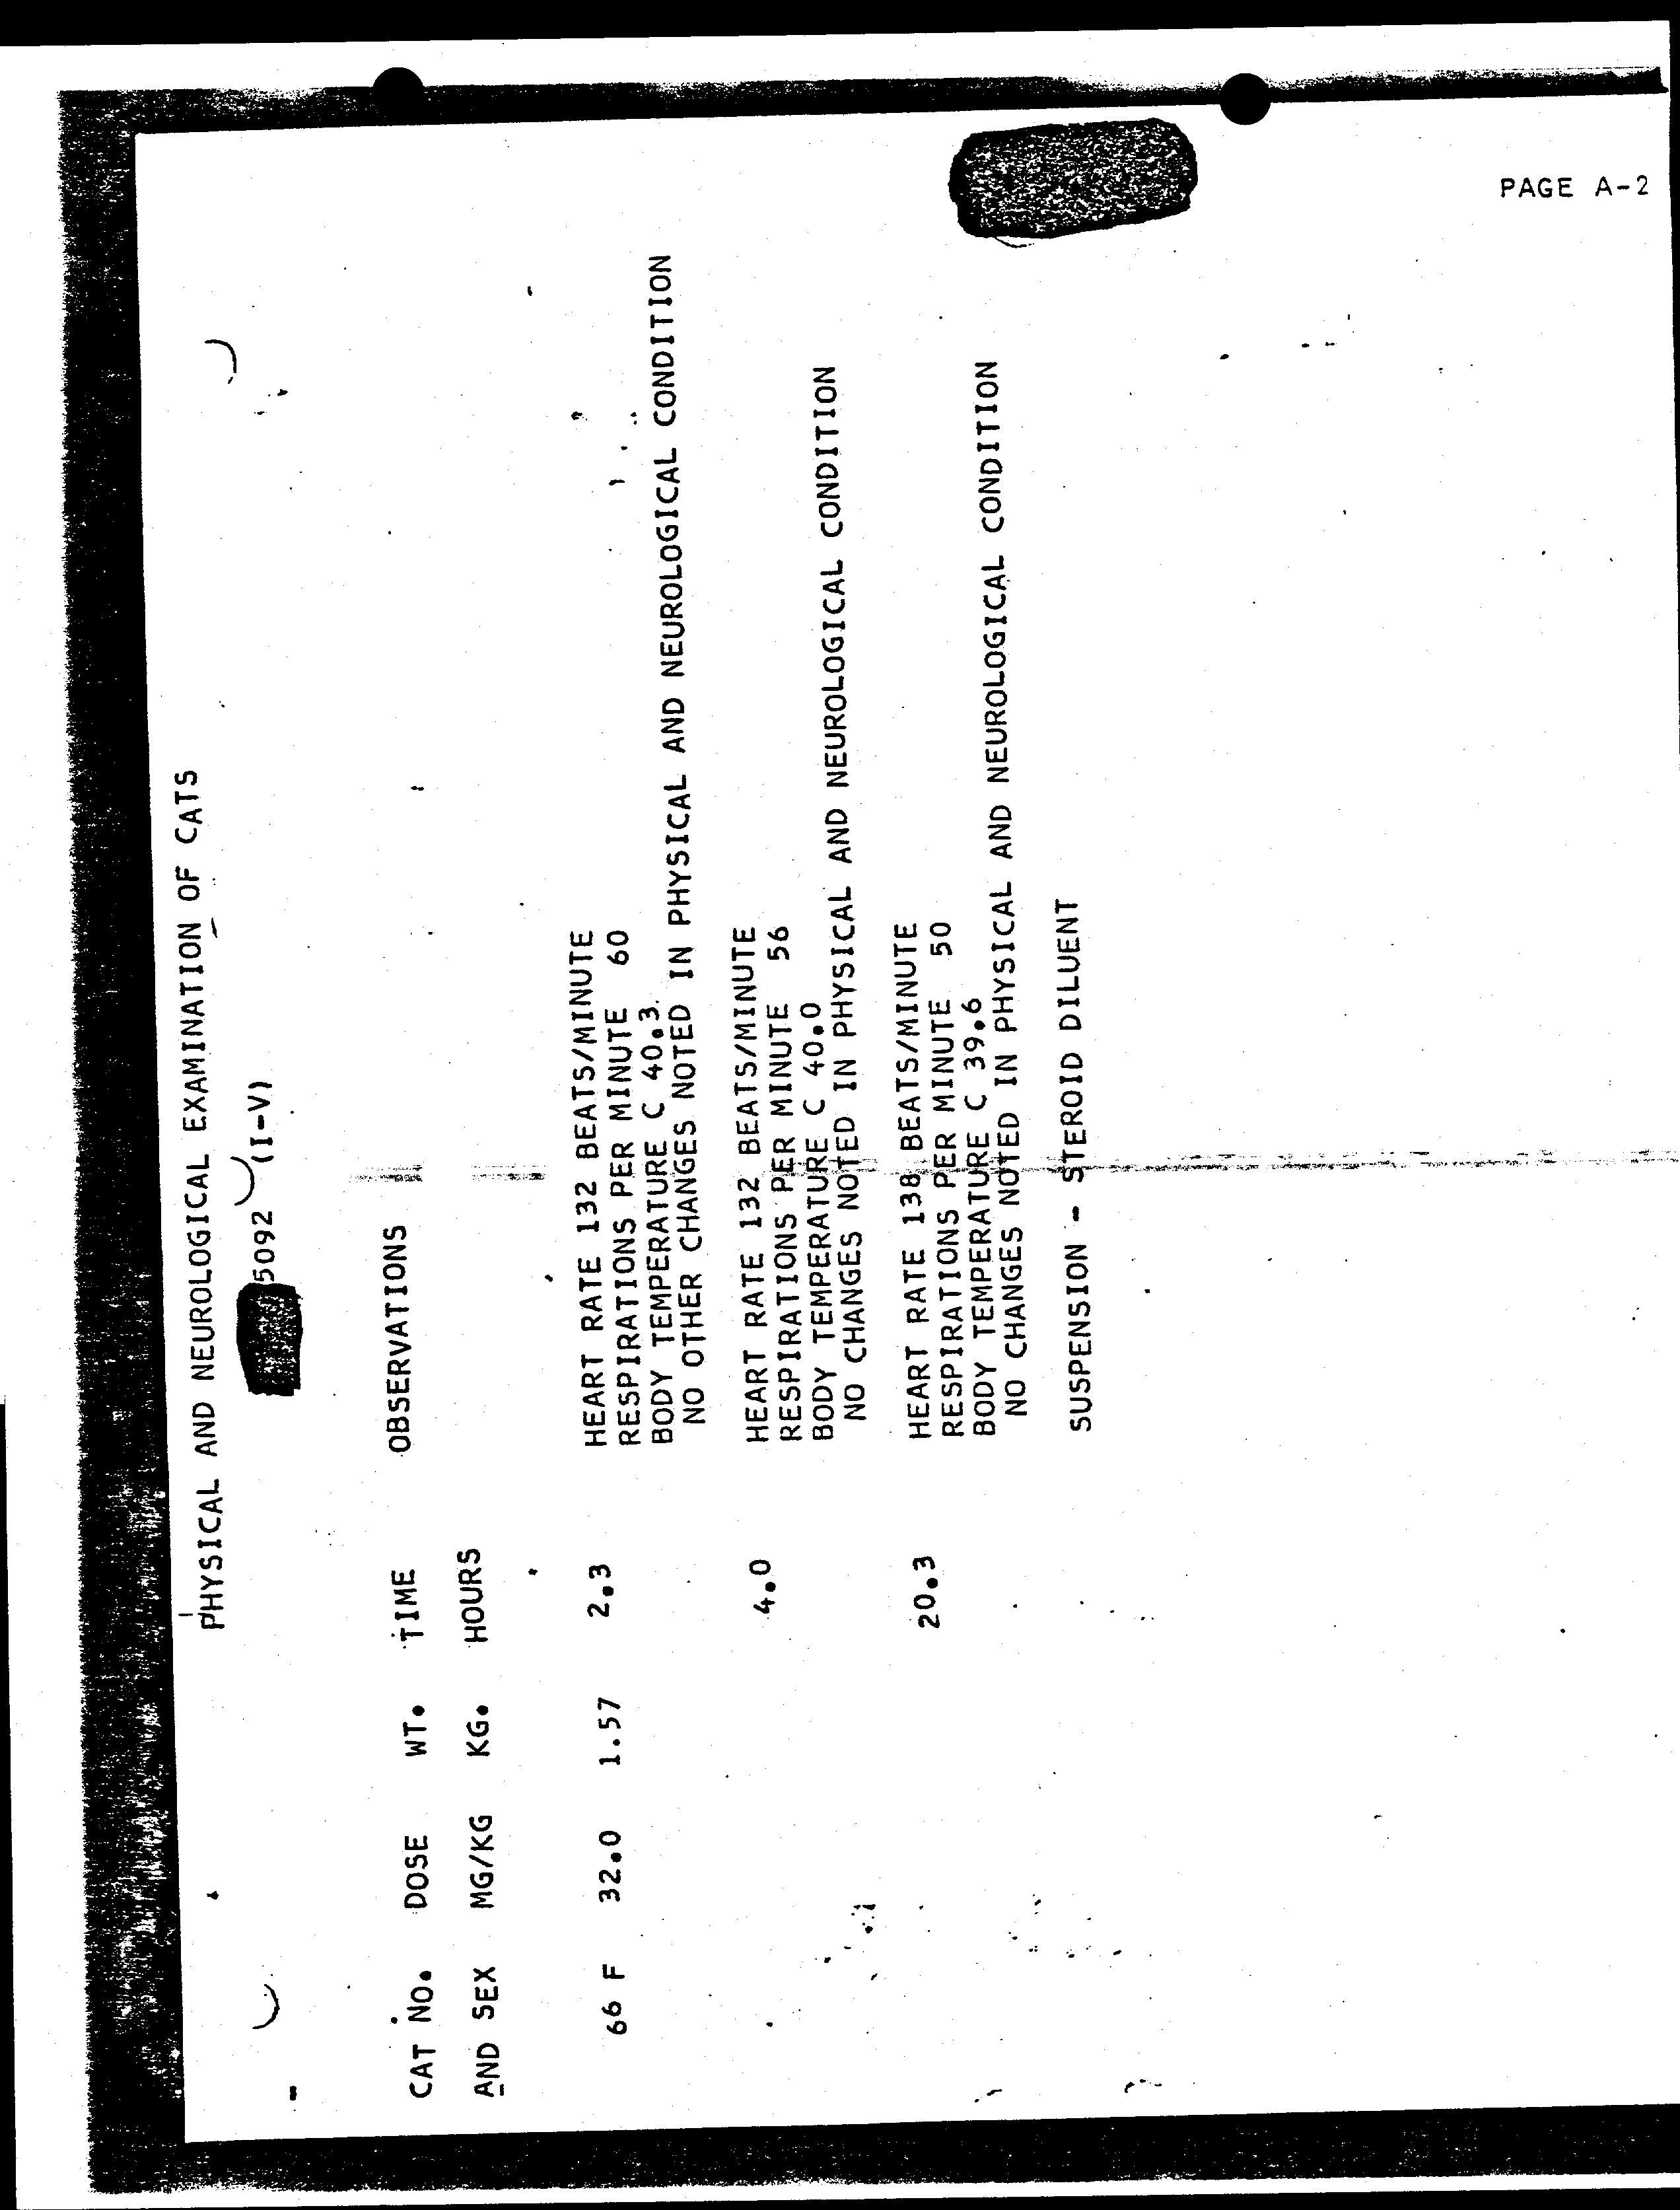 PAGE A-2
PHYSICAL AND NEUROLOGICAL EXAMINATION OF CATS
5092 (I-V)
CAT NO. DOSE WT. TIME OBSERVATIONS
AND SEX MG/KG KG. HOURS
66 F 32.0 1.57 2.3 HEART RATE 132 BEATS/MINUTE
RESPIRATIONS PER MINUTE 60
BODY TEMPERATURE C 40.3
NO OTHER CHANGES NOTED IN PHYSICAL AND NEUROLOGICAL CONDITION
4.0 HEART RATE 132 BEATS/MINUTE
RESPIRATIONS PER MINUTE 56
BODY TEMPERATURE C 40.0
NO CHANGES NOTED IN PHYSICAL AND NEUROLOGICAL CONDITION
20.3 HEART RATE 138 BEATS/MINUTE
RESPIRATIONS PER MINUTE 50
BODY TEMPERATURE C 39.6
NO CHANGES NOTED IN PHYSICAL AND NEUROLOGICAL CONDITION
SUSPENSION - STEROID DILUENT